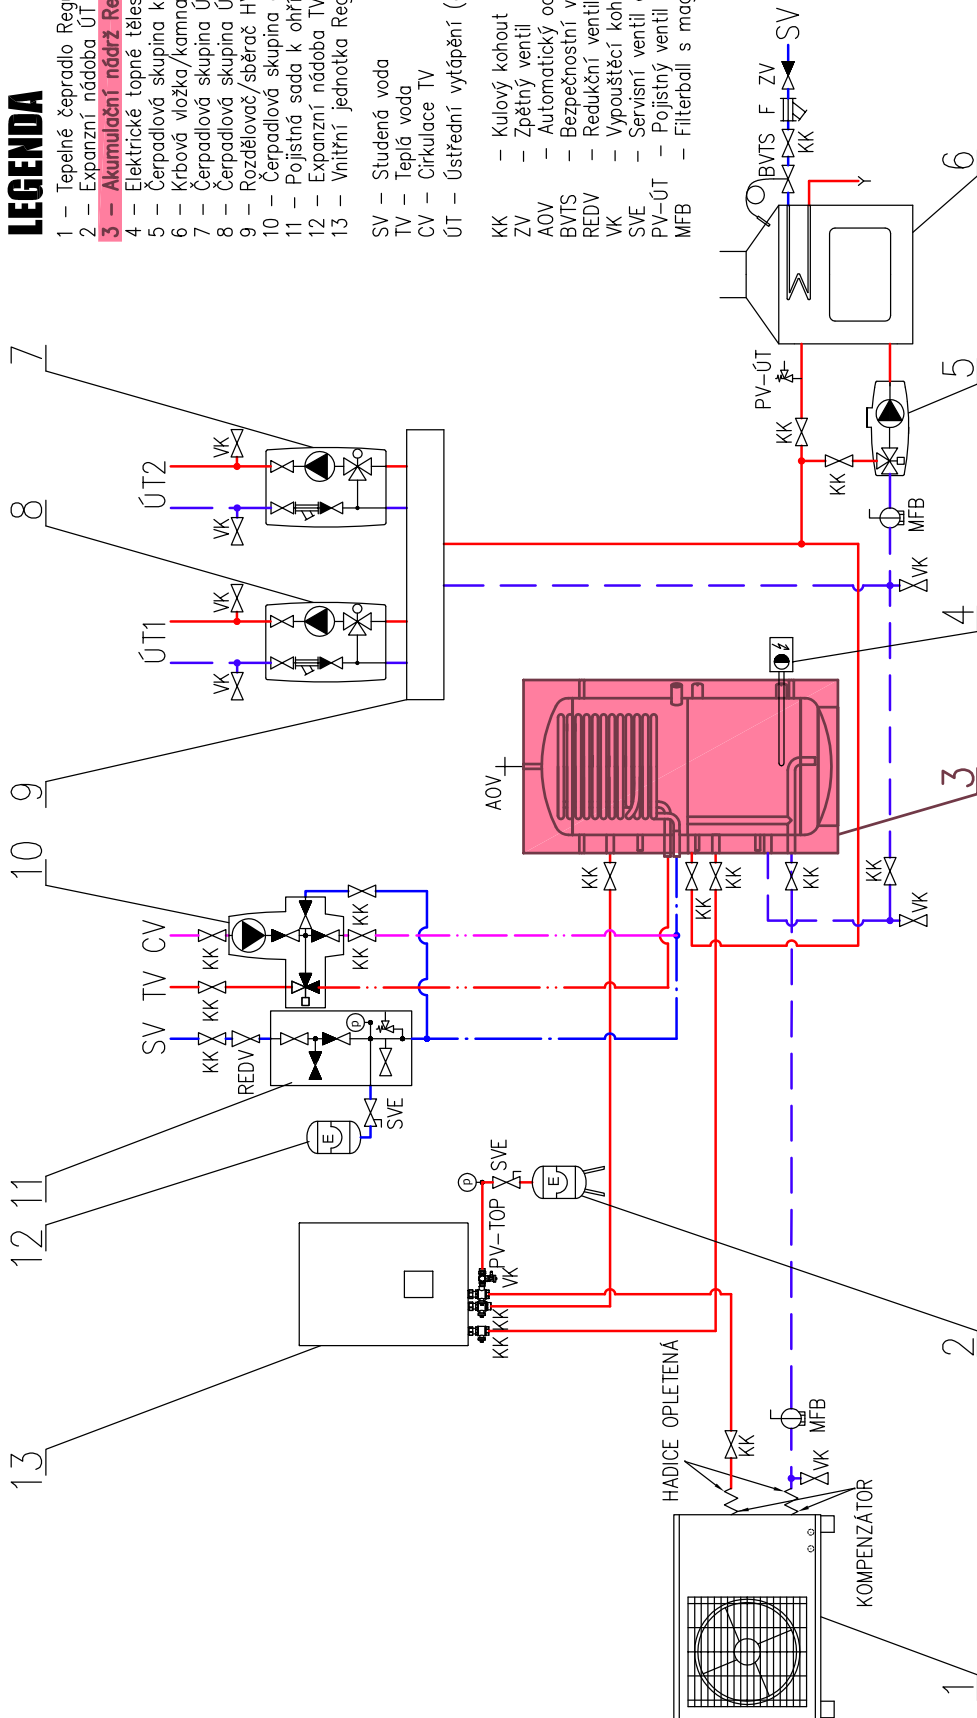 LEGENDA
1 – Tepelné čepradlo Reg
2 – Expanzní nádoba ÚT
3 – Akumulační nádrž Re
4 – Elektrické topné těles
5 – Čerpadlová skupina k
6 – Krbová vložka/kamna
7 – Čerpadlová skupina Ú
8 – Čerpadlová skupina Ú
9 – Rozdělovač/sběrač HV
10 – Čerpadlová skupina
11 – Pojistná sada k ohří
12 – Expanzní nádoba TV
13 – Vnitřní jednotka Reg
SV – Studená voda
TV – Teplá voda
CV – Cirkulace TV
ÚT – Ústřední vytápění (
KK – Kulový kohout
ZV – Zpětný ventil
AOV – Automatický oc
BVTS – Bezpečnostní v
REDV – Redukční ventil
VK – Vypouštěcí koh
SVE – Servisní ventil
PV–ÚT – Pojistný ventil
MFB – Filterball s mag
13
12
11
10
9
8
7
SV
TV
CV
ÚT1
ÚT2
KK
KK
KK
REDV
VK
VK
VK
VK
KK
KK
SVE
E
p
AOV
PV–ÚT
KK
KK
BVTS
F
ZV
KK
SV
6
5
MFB
VK
4
3
KK
KK
KK
KK
KK
VK
p
SVE
E
PV–TOP
VK
KK
KK
2
HADICE OPLETENÁ
KK
MFB
VK
KOMPENZÁTOR
1